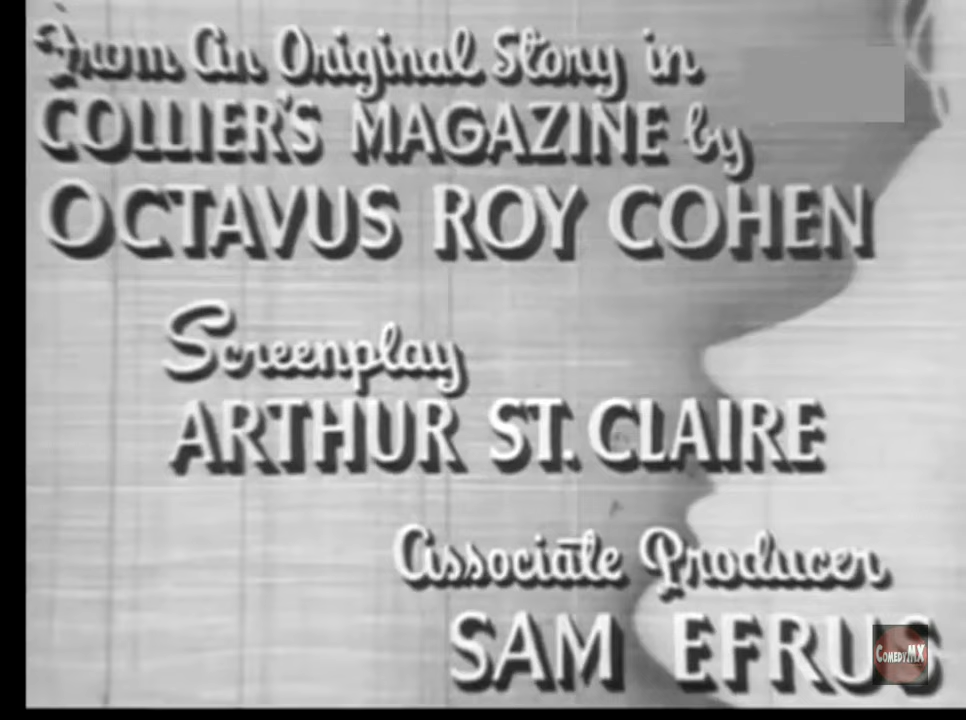 From An Original Story in
COLLIER'S MAGAZINE by
OCTAVUS ROY COHEN
Screenplay
ARTHUR ST. CLAIRE
Associate Producer
SAM EFRUS
COMEDYMX